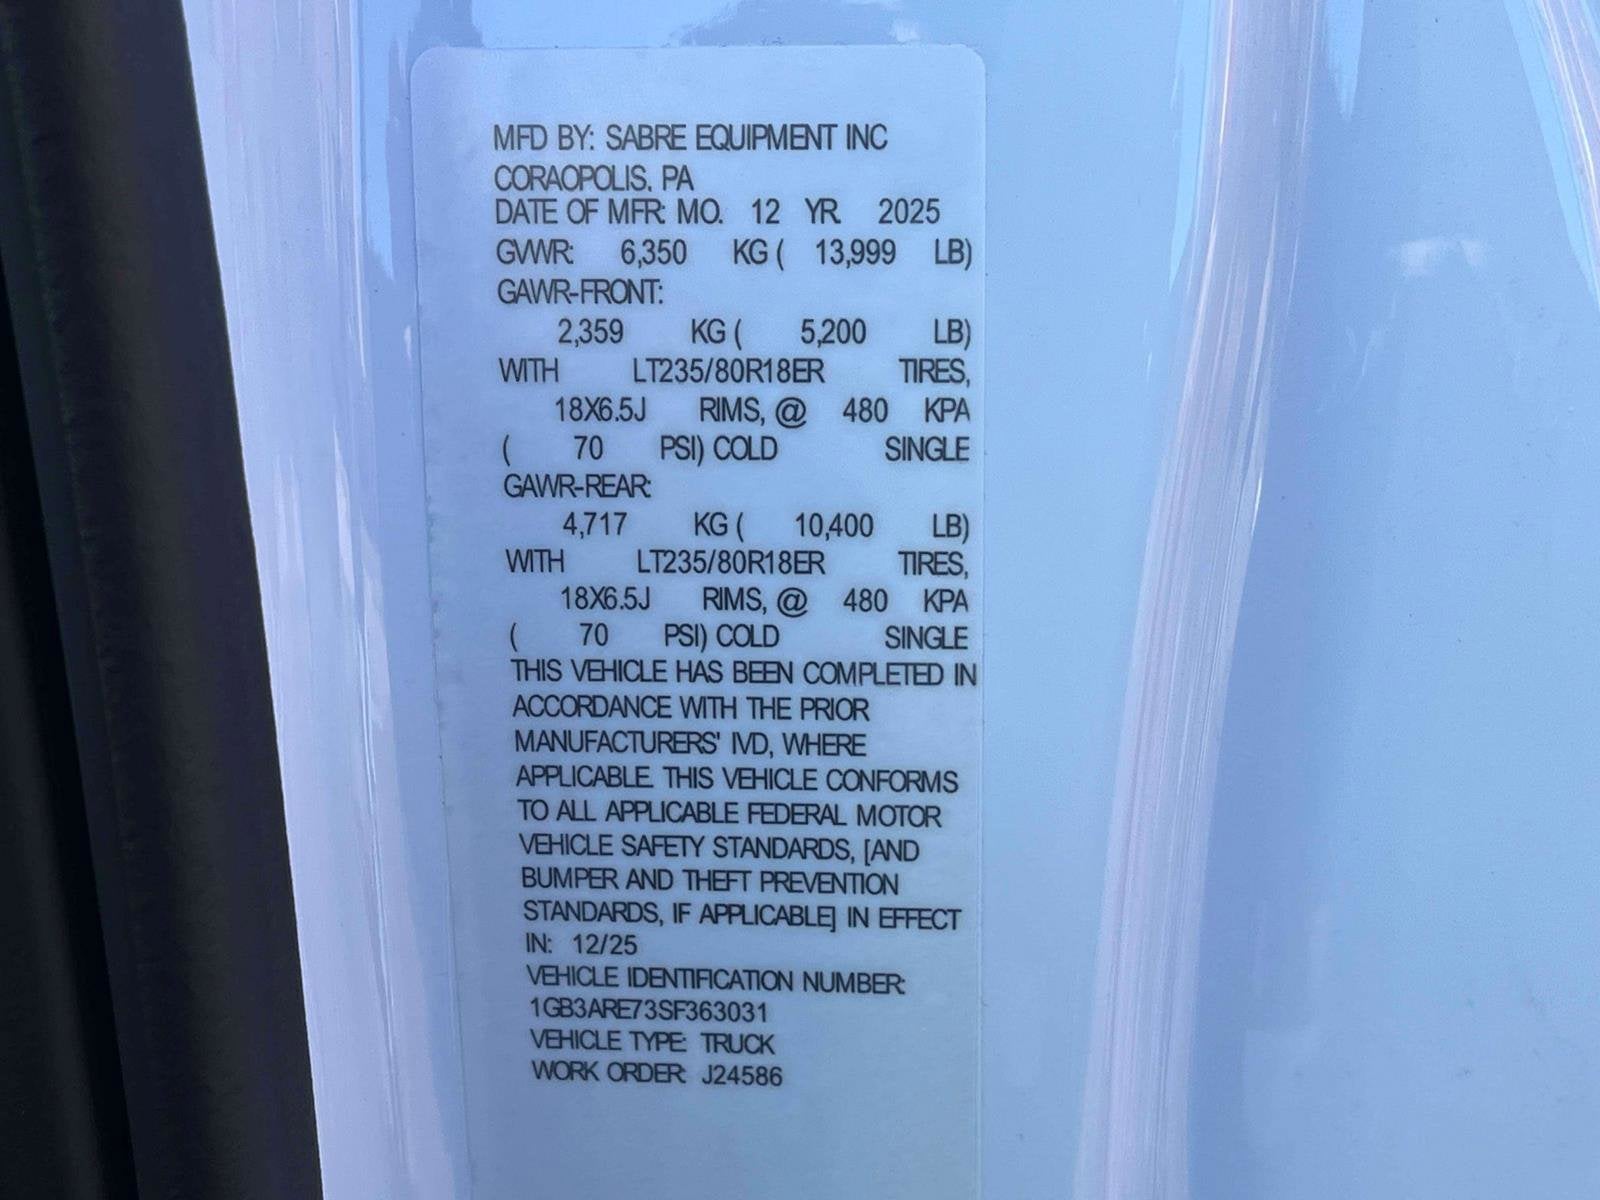 MFD BY: SABRE EQUIPMENT INC
CORAOPOLIS, PA
DATE OF MFR: MO. 12 YR. 2025
GVWR: 6,350 KG ( 13,999 LB)
GAWR-FRONT:
2,359 KG ( 5,200 LB)
WITH LT235/80R18ER TIRES,
18X6.5J RIMS, @ 480 KPA
( 70 PSI) COLD SINGLE
GAWR-REAR:
4,717 KG ( 10,400 LB)
WITH LT235/80R18ER TIRES,
18X6.5J RIMS, @ 480 KPA
( 70 PSI) COLD SINGLE
THIS VEHICLE HAS BEEN COMPLETED IN
ACCORDANCE WITH THE PRIOR
MANUFACTURERS' IVD, WHERE
APPLICABLE. THIS VEHICLE CONFORMS
TO ALL APPLICABLE FEDERAL MOTOR
VEHICLE SAFETY STANDARDS, [AND
BUMPER AND THEFT PREVENTION
STANDARDS, IF APPLICABLE] IN EFFECT
IN: 12/25
VEHICLE IDENTIFICATION NUMBER:
1GB3ARE73SF363031
VEHICLE TYPE: TRUCK
WORK ORDER: J24586